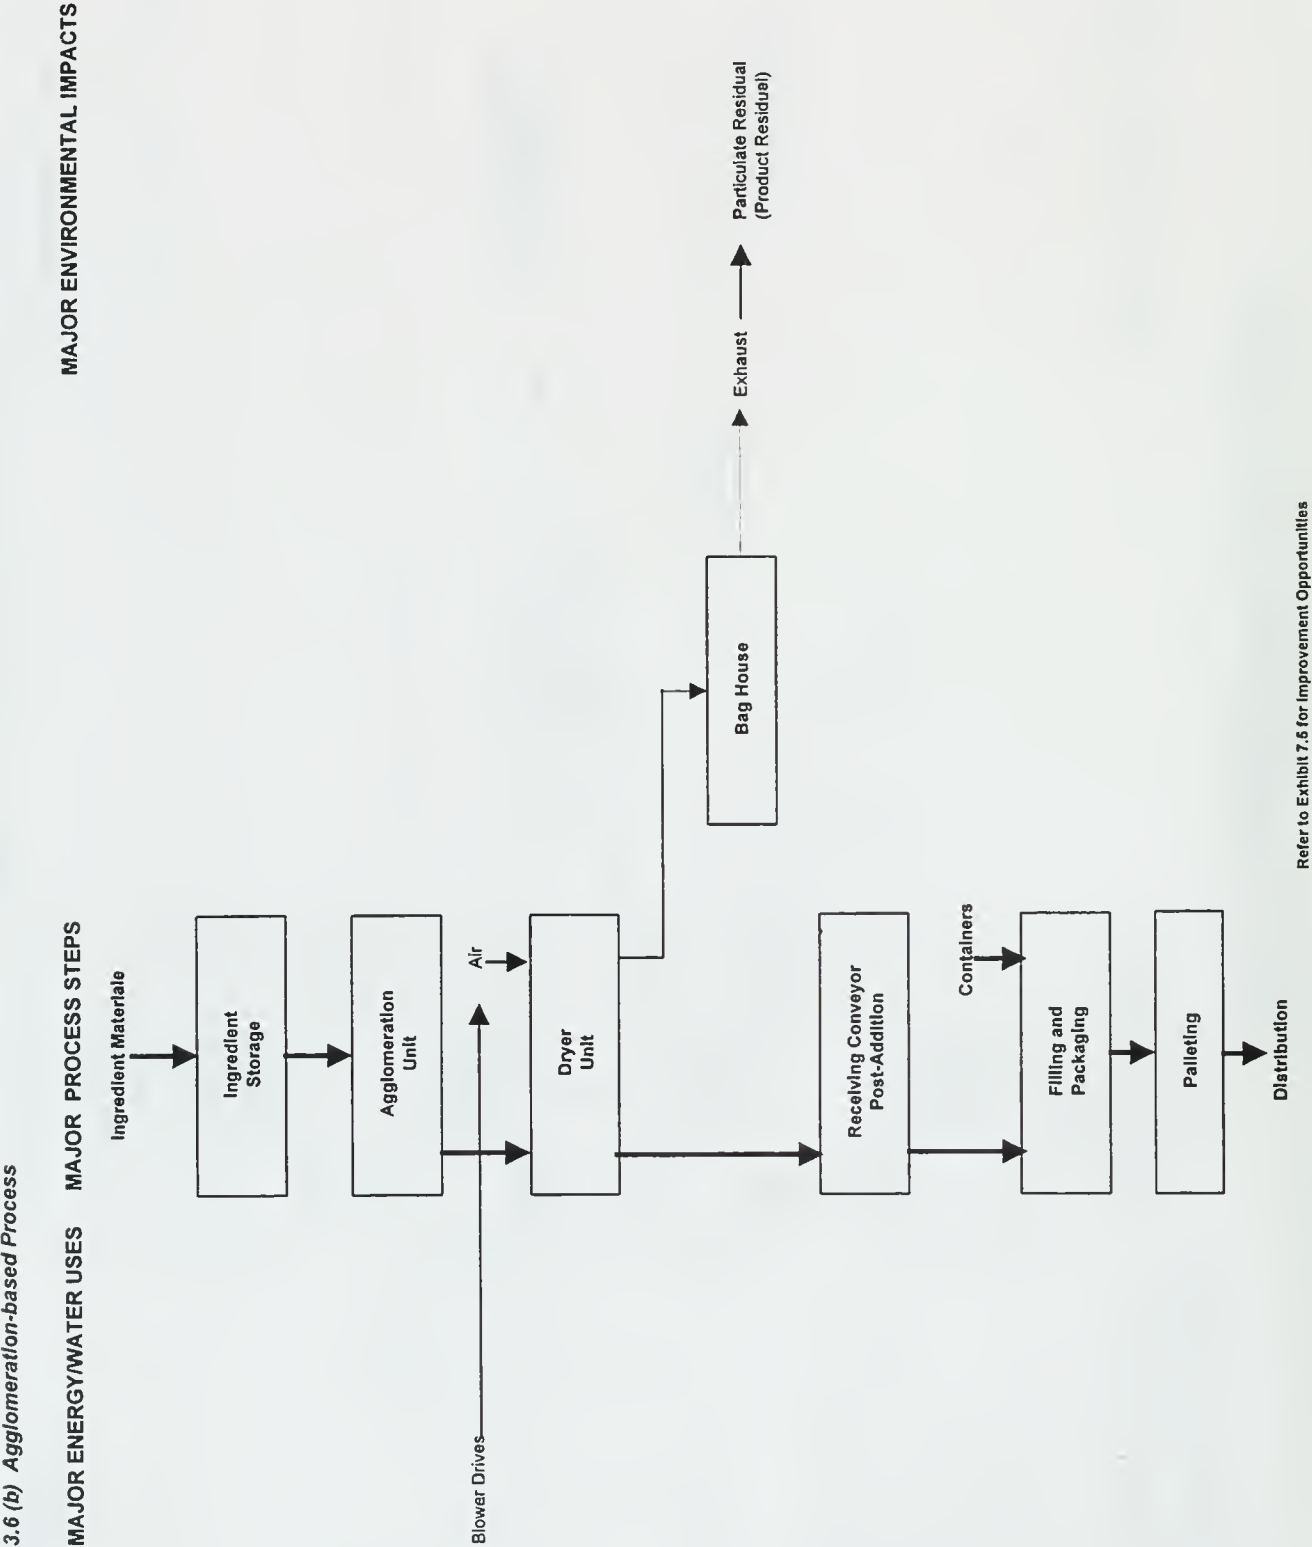 3.6 (b) Agglomeration-based Process
MAJOR ENERGY/WATER USES
MAJOR PROCESS STEPS
MAJOR ENVIRONMENTAL IMPACTS
Ingredient Materials
Ingredient
Storage
Agglomeration
Unit
Blower Drives
Air
Dryer
Unit
Bag House
Exhaust
Particulate Residual
(Product Residual)
Receiving Conveyor
Post-Addition
Containers
Filling and
Packaging
Palleting
Distribution
Refer to Exhibit 7.6 for Improvement Opportunities